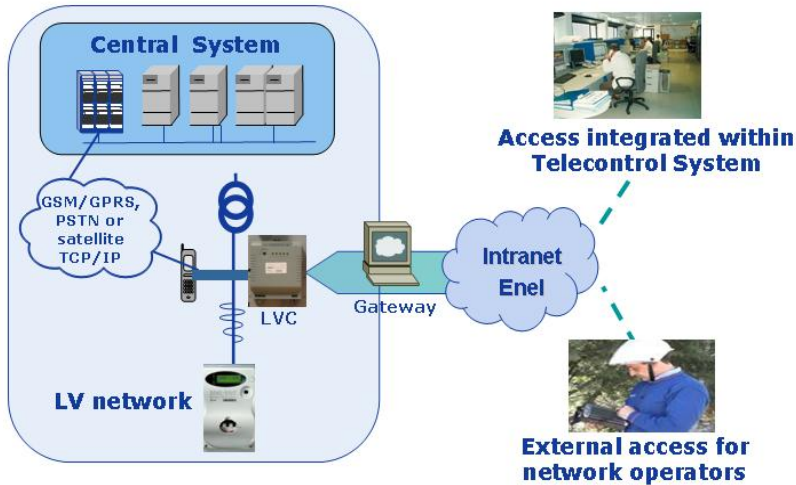 Central System
GSM/GPRS,
PSTN or
satellite
TCP/IP
LVC
LV network
Gateway
Intranet
Enel
Access integrated within
Telecontrol System
External access for
network operators